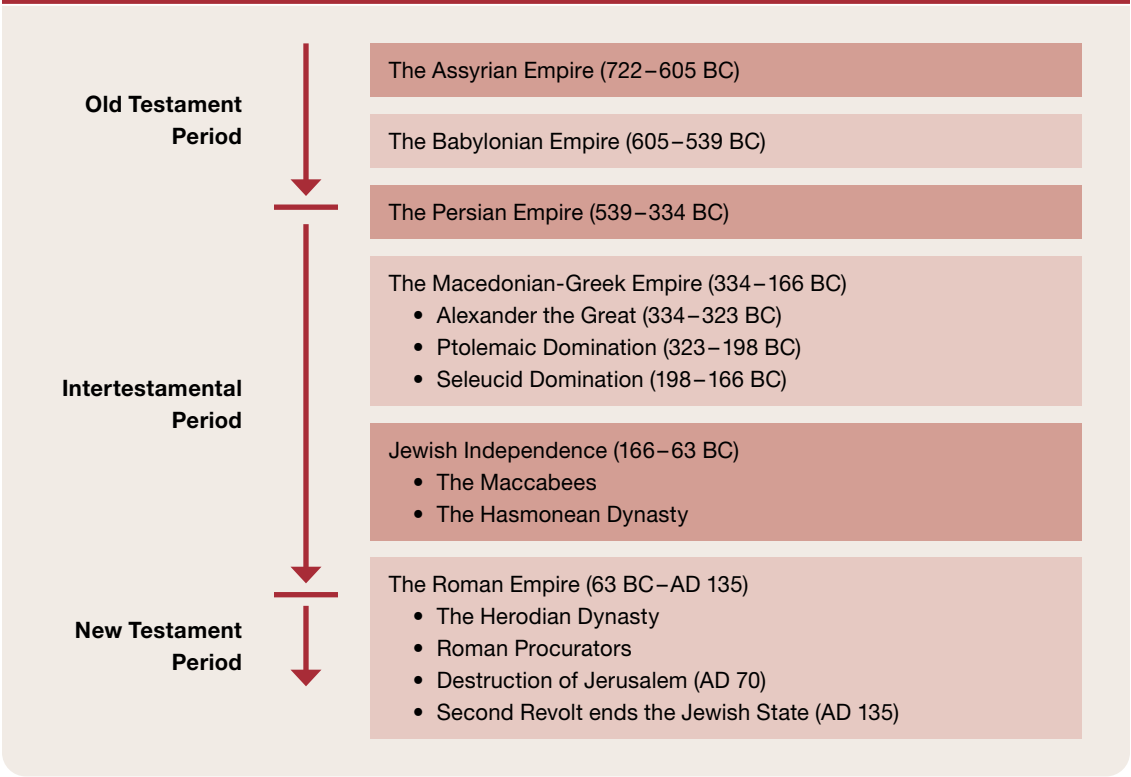 Old Testament
Period
The Assyrian Empire (722–605 BC)
The Babylonian Empire (605–539 BC)
The Persian Empire (539–334 BC)
Intertestamental
Period
The Macedonian-Greek Empire (334–166 BC)
• Alexander the Great (334–323 BC)
• Ptolemaic Domination (323–198 BC)
• Seleucid Domination (198–166 BC)
Jewish Independence (166–63 BC)
• The Maccabees
• The Hasmonean Dynasty
New Testament
Period
The Roman Empire (63 BC–AD 135)
• The Herodian Dynasty
• Roman Procurators
• Destruction of Jerusalem (AD 70)
• Second Revolt ends the Jewish State (AD 135)